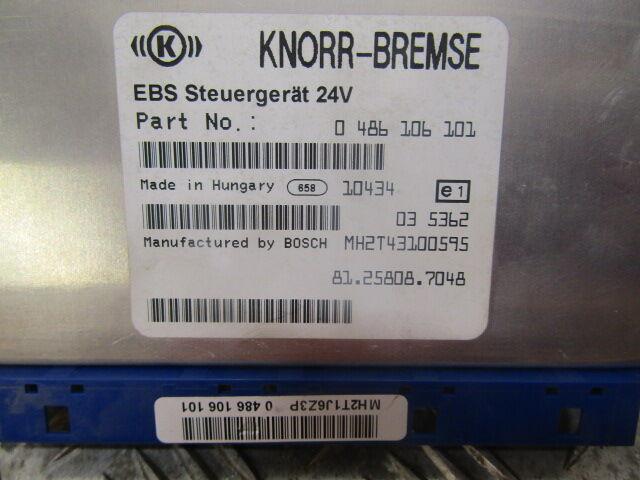 K KNORR-BREMSE
EBS Steuergerät 24V
Part No.: 0 486 106 101
Made in Hungary 658 10434 e1
03 5362
Manufactured by BOSCH MH2T43100595
81.25808.7048
MH2T1J6Z3P 0 486 106 101